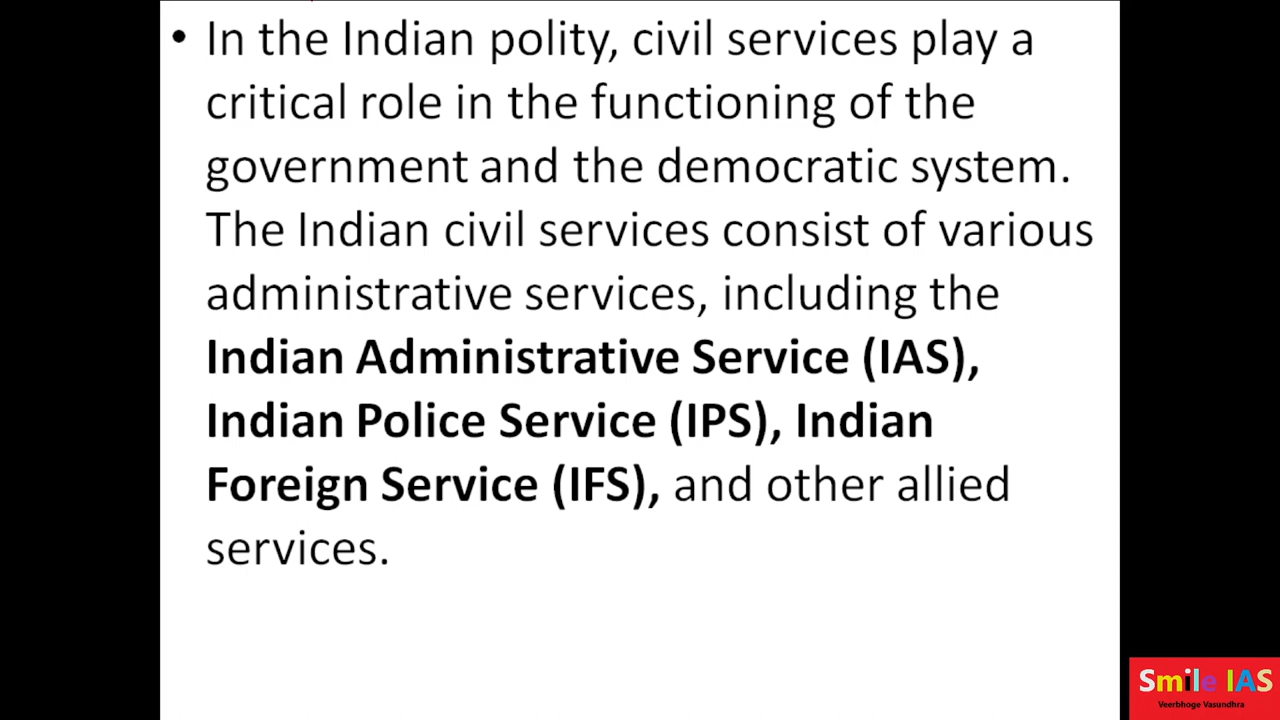 • In the Indian polity, civil services play a
critical role in the functioning of the
government and the democratic system.
The Indian civil services consist of various
administrative services, including the
Indian Administrative Service (IAS),
Indian Police Service (IPS), Indian
Foreign Service (IFS), and other allied
services.
Smile IAS
Veerbhoge Vasundhra